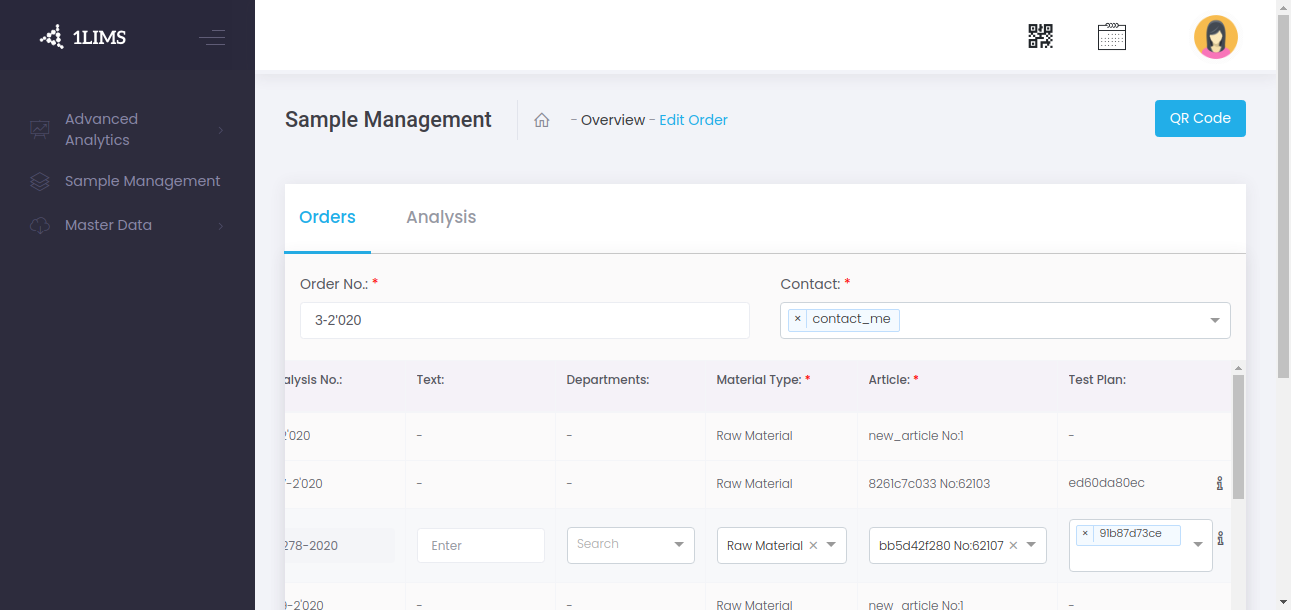 1LIMS
Advanced
Analytics
Sample Management
Master Data
Sample Management
- Overview - Edit Order
QR Code
Orders
Analysis
Order No.: *
Contact: *
3-2'020
× contact_me
alysis No.:
Text:
Departments:
Material Type: *
Article: *
Test Plan:
2'020
-
-
Raw Material
new_article No:1
-
7-2'020
-
-
Raw Material
8261c7c033 No:62103
ed60da80ec
278-2020
Enter
Search
Raw Material ×
bb5d42f280 No:62107 ×
× 91b87d73ce
9-2'020
-
-
Raw Material
new_article No:1
-